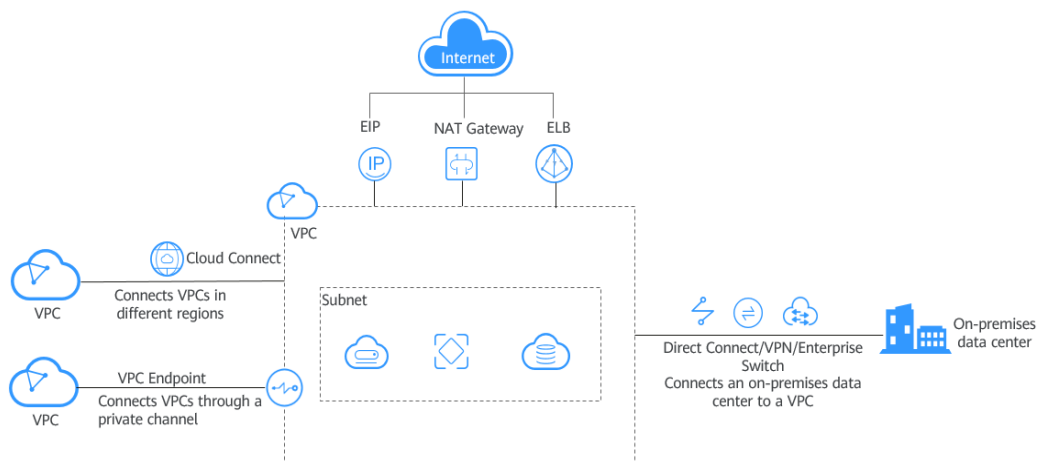 Internet
EIP
NAT Gateway
ELB
IP
VPC
Cloud Connect
Connects VPCs in
different regions
VPC
Subnet
VPC Endpoint
Connects VPCs through a
private channel
VPC
On-premises
data center
Direct Connect/VPN/Enterprise
Switch
Connects an on-premises data
center to a VPC